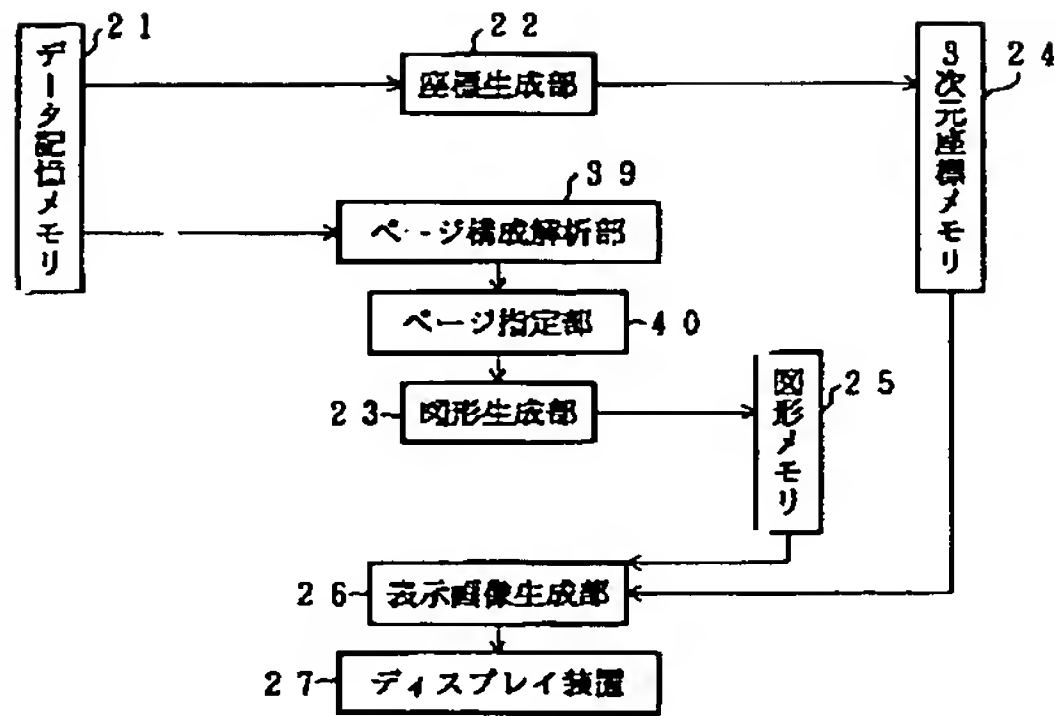 21
データ記憶メモリ
22
座標生成部
3次元座標メモリ
24
39
ページ構成解析部
ページ指定部
40
23
図形生成部
図形メモリ
25
26
表示画像生成部
27
ディスプレイ装置